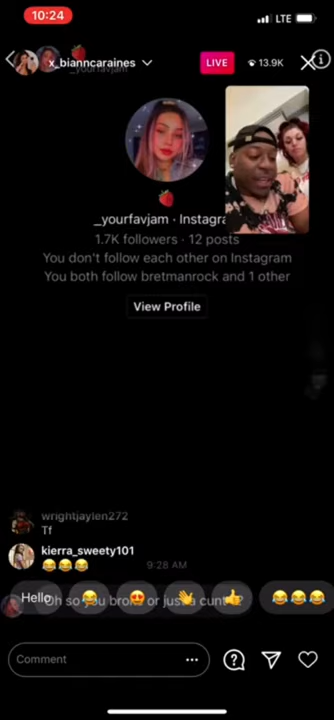 10:24
LTE
x_bianncaraines
_yourfavjam
LIVE
13.9K
_yourfavjam · Instagra
1.7K followers · 12 posts
You don't follow each other on Instagram
You both follow bretmanrock and 1 other
View Profile
wrightjaylen272
Tf
kierra_sweety101
😂😂😂
9:28 AM
Hello
Oh so you broke or just a cunt
😂 😍 👋 👍 😂😂😂
Comment